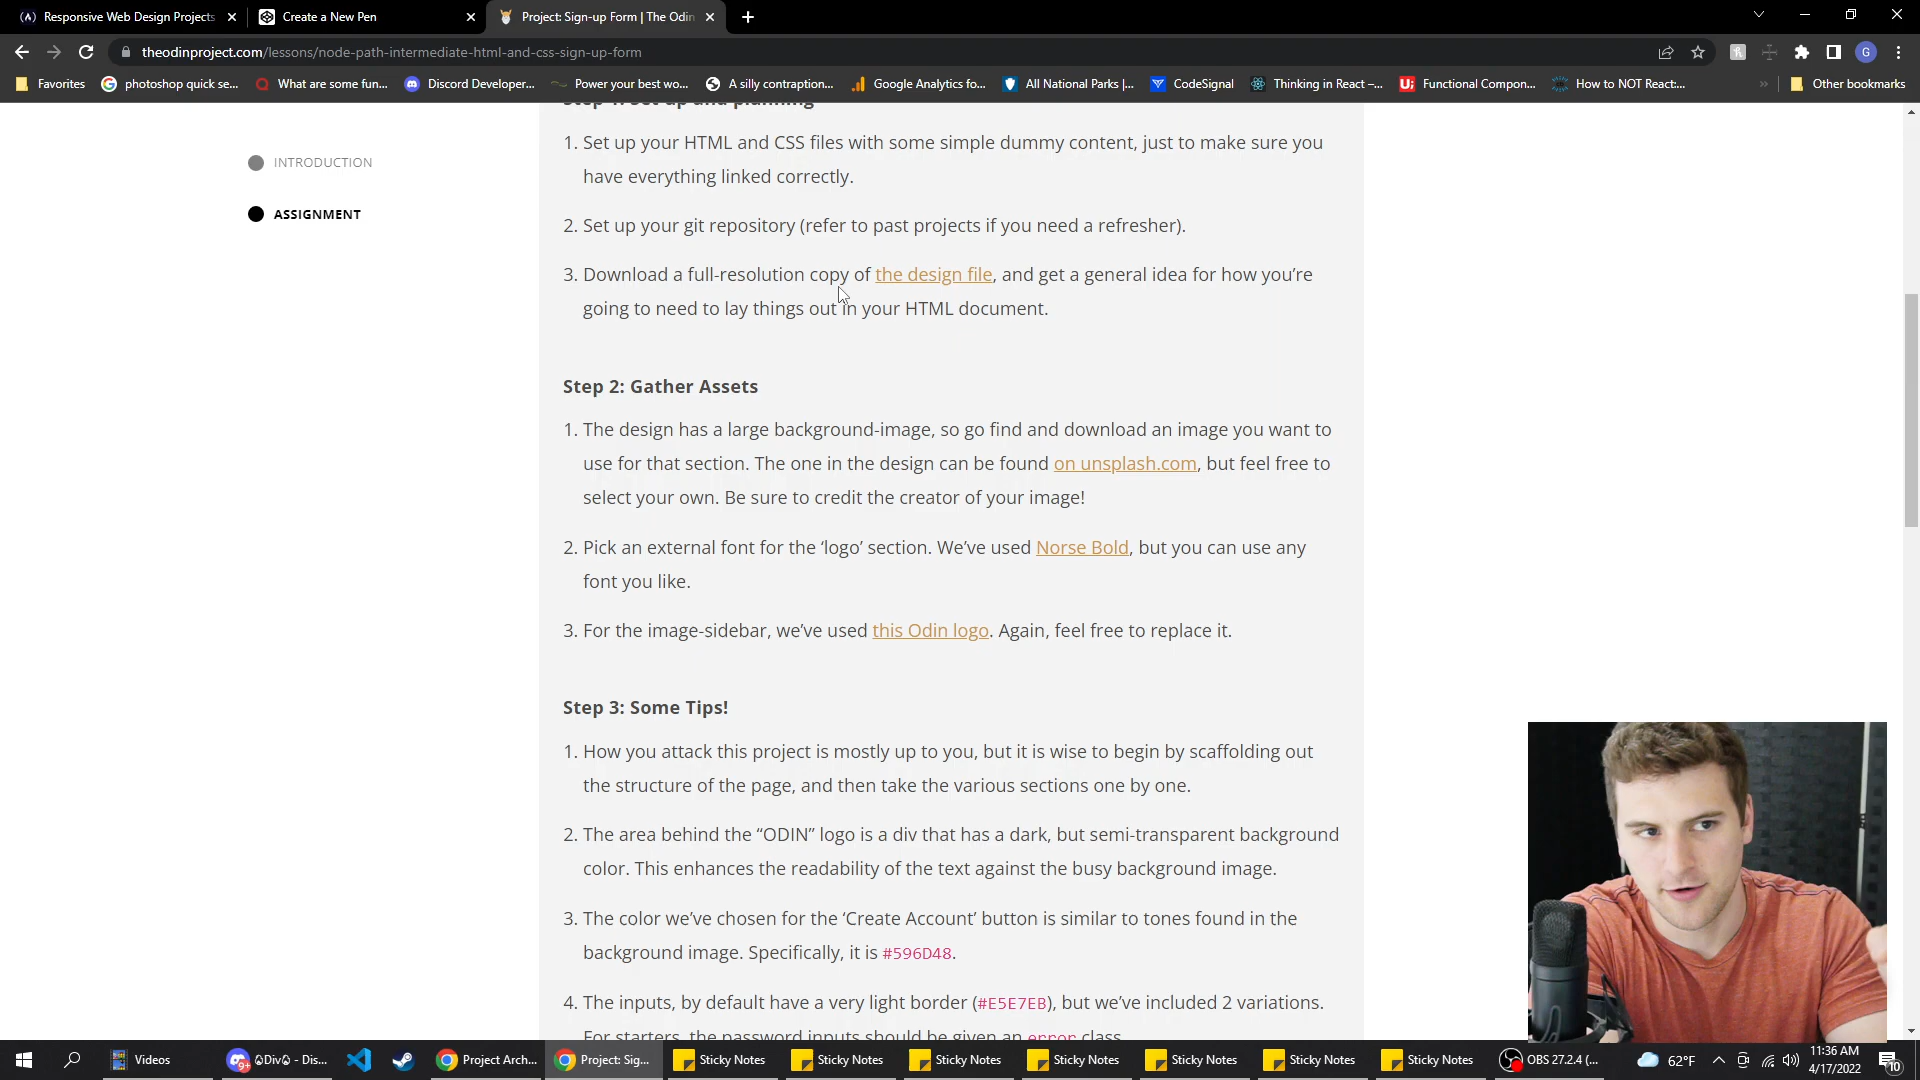 Responsive Web Design Projects
Create a New Pen
Project: Sign-up Form | The Odin
theodinproject.com/lessons/node-path-intermediate-html-and-css-sign-up-form
G
Favorites
photoshop quick se...
What are some fun...
Discord Developer...
Power your best wo...
A silly contraption...
Google Analytics fo...
All National Parks |...
CodeSignal
Thinking in React –...
Functional Compon...
How to NOT React:...
»
Other bookmarks
INTRODUCTION
ASSIGNMENT
Step 1: Set up and planning
1. Set up your HTML and CSS files with some simple dummy content, just to make sure you
have everything linked correctly.
2. Set up your git repository (refer to past projects if you need a refresher).
3. Download a full-resolution copy of the design file, and get a general idea for how you’re
going to need to lay things out in your HTML document.
Step 2: Gather Assets
1. The design has a large background-image, so go find and download an image you want to
use for that section. The one in the design can be found on unsplash.com, but feel free to
select your own. Be sure to credit the creator of your image!
2. Pick an external font for the ‘logo’ section. We’ve used Norse Bold, but you can use any
font you like.
3. For the image-sidebar, we’ve used this Odin logo. Again, feel free to replace it.
Step 3: Some Tips!
1. How you attack this project is mostly up to you, but it is wise to begin by scaffolding out
the structure of the page, and then take the various sections one by one.
2. The area behind the “ODIN” logo is a div that has a dark, but semi-transparent background
color. This enhances the readability of the text against the busy background image.
3. The color we’ve chosen for the ‘Create Account’ button is similar to tones found in the
background image. Specifically, it is #596D48.
4. The inputs, by default have a very light border (#E5E7EB), but we’ve included 2 variations.
For starters, the password inputs should be given an error class
Videos
Div - Dis...
Project Arch...
Project: Sig...
Sticky Notes
Sticky Notes
Sticky Notes
Sticky Notes
Sticky Notes
Sticky Notes
Sticky Notes
OBS 27.2.4 (...
62°F
11:36 AM
4/17/2022
10